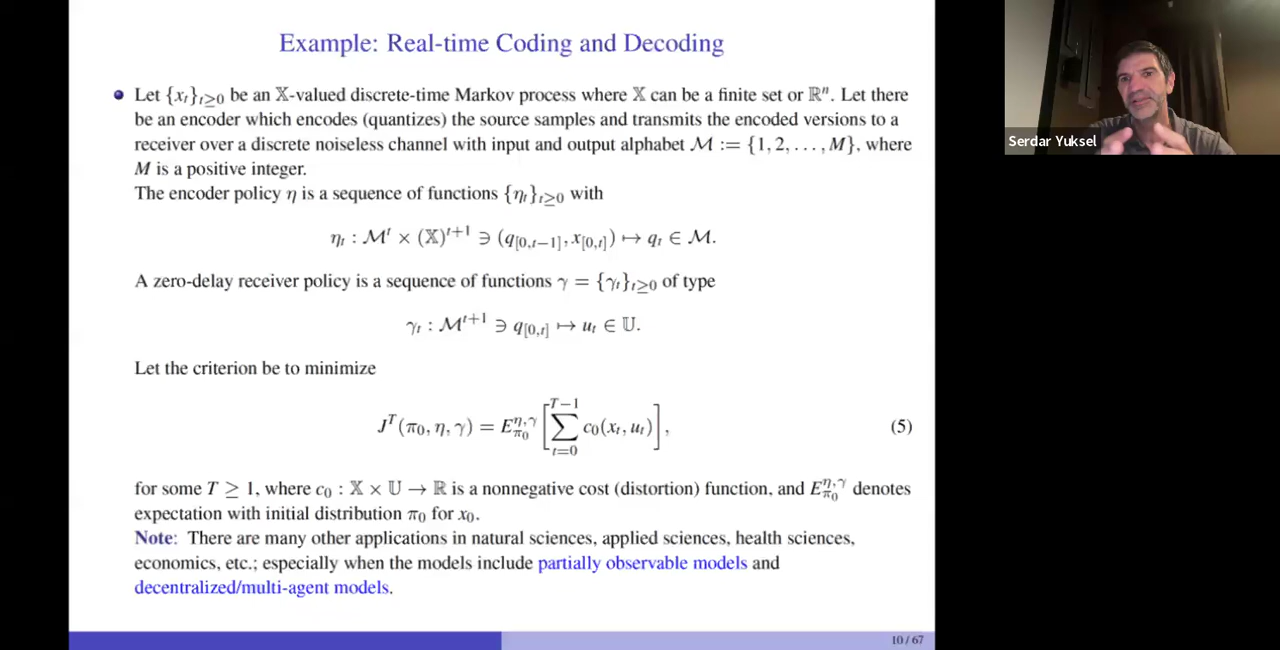 Example: Real-time Coding and Decoding
Let {x_t}_{t≥0} be an 𝕏-valued discrete-time Markov process where 𝕏 can be a finite set or ℝⁿ. Let there
be an encoder which encodes (quantizes) the source samples and transmits the encoded versions to a
receiver over a discrete noiseless channel with input and output alphabet ℳ := {1, 2, . . . , M}, where
M is a positive integer.
The encoder policy η is a sequence of functions {η_t}_{t≥0} with
η_t : ℳ^t × (𝕏)^{t+1} ∋ (q_{[0,t−1]}, x_{[0,t]}) ↦ q_t ∈ ℳ.
A zero-delay receiver policy is a sequence of functions γ = {γ_t}_{t≥0} of type
γ_t : ℳ^{t+1} ∋ q_{[0,t]} ↦ u_t ∈ 𝕌.
Let the criterion be to minimize
J^T(π_0, η, γ) = E^{η,γ}_{π_0} [ ∑_{t=0}^{T−1} c_0(x_t, u_t) ], (5)
for some T ≥ 1, where c_0 : 𝕏 × 𝕌 → ℝ is a nonnegative cost (distortion) function, and E^{η,γ}_{π_0} denotes
expectation with initial distribution π_0 for x_0.
Note: There are many other applications in natural sciences, applied sciences, health sciences,
economics, etc.; especially when the models include partially observable models and
decentralized/multi-agent models.
10 / 67
Serdar Yuksel